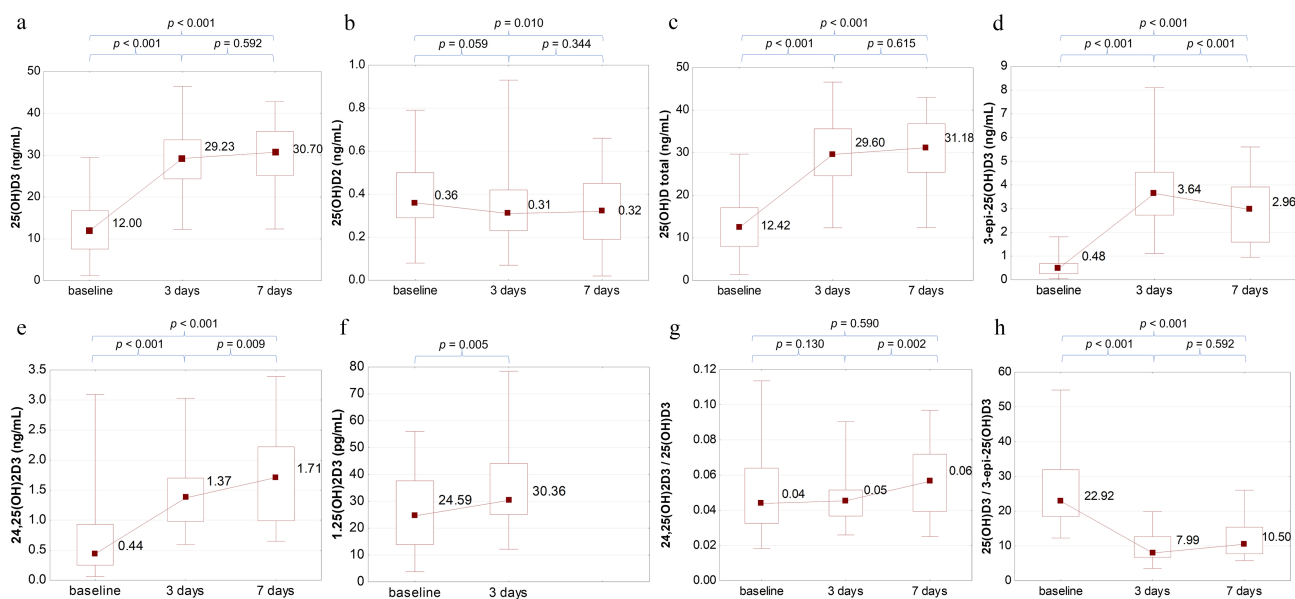 a
p < 0.001
p < 0.001
p = 0.592
25(OH)D3 (ng/mL)
50
40
30
20
10
0
12.00
29.23
30.70
baseline
3 days
7 days
b
p = 0.010
p = 0.059
p = 0.344
25(OH)D2 (ng/mL)
1.0
0.8
0.6
0.4
0.2
0.0
0.36
0.31
0.32
baseline
3 days
7 days
c
p < 0.001
p < 0.001
p = 0.615
25(OH)D total (ng/mL)
50
40
30
20
10
0
12.42
29.60
31.18
baseline
3 days
7 days
d
p < 0.001
p < 0.001
p < 0.001
3-epi-25(OH)D3 (ng/mL)
9
8
7
6
5
4
3
2
1
0
0.48
3.64
2.96
baseline
3 days
7 days
e
p < 0.001
p < 0.001
p = 0.009
24,25(OH)2D3 (ng/mL)
3.5
3.0
2.5
2.0
1.5
1.0
0.5
0.0
0.44
1.37
1.71
baseline
3 days
7 days
f
p = 0.005
1,25(OH)2D3 (pg/mL)
80
70
60
50
40
30
20
10
0
24.59
30.36
baseline
3 days
g
p = 0.590
p = 0.130
p = 0.002
24,25(OH)2D3 / 25(OH)D3
0.12
0.10
0.08
0.06
0.04
0.02
0.00
0.04
0.05
0.06
baseline
3 days
7 days
h
p < 0.001
p < 0.001
p = 0.592
25(OH)D3 / 3-epi-25(OH)D3
60
50
40
30
20
10
0
22.92
7.99
10.50
baseline
3 days
7 days